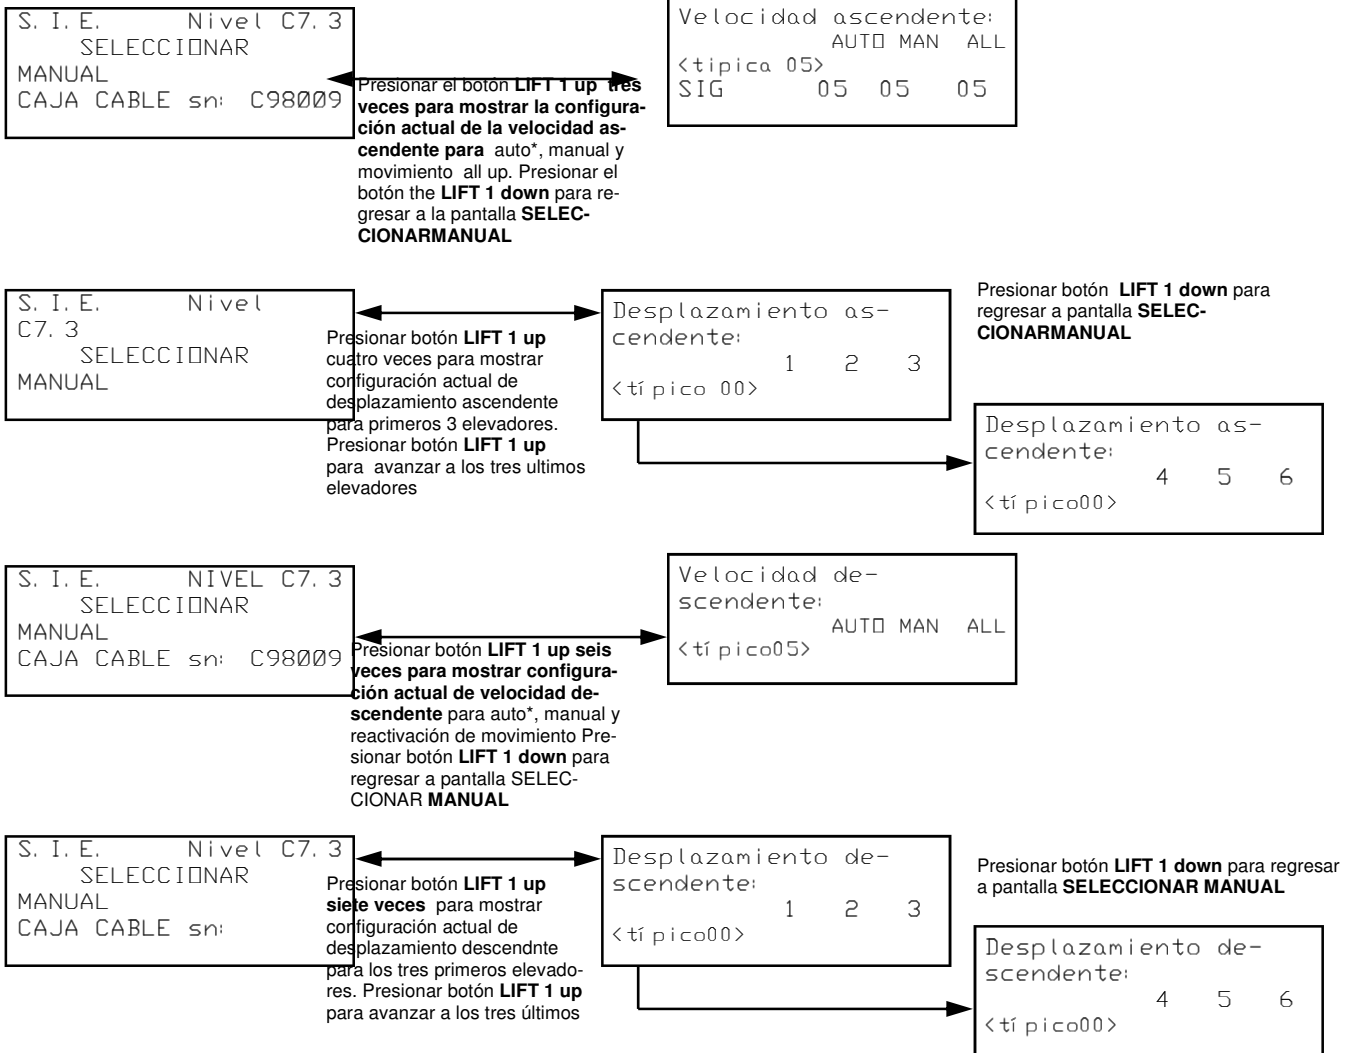 S.I.E. Nivel C7.3
SELECCIONAR
MANUAL
CAJA CABLE sn: C98009
Presionar el botón LIFT 1 up tres
veces para mostrar la configura-
ción actual de la velocidad as-
cendente para auto*, manual y
movimiento all up. Presionar el
botón the LIFT 1 down para re-
gresar a la pantalla SELEC-
CIONARMANUAL
Velocidad ascendente:
AUTO MAN ALL
<tipica 05>
SIG 05 05 05
S.I.E. Nivel
C7.3
SELECCIONAR
MANUAL
Presionar botón LIFT 1 up
cuatro veces para mostrar
configuración actual de
desplazamiento ascendente
para primeros 3 elevadores.
Presionar botón LIFT 1 up
para avanzar a los tres ultimos
elevadores
Desplazamiento as-
cendente:
1 2 3
<típico 00>
Presionar botón LIFT 1 down para
regresar a pantalla SELEC-
CIONARMANUAL
Desplazamiento as-
cendente:
4 5 6
<típico00>
S.I.E. NIVEL C7.3
SELECCIONAR
MANUAL
CAJA CABLE sn: C98009
Presionar botón LIFT 1 up seis
veces para mostrar configura-
ción actual de velocidad de-
scendente para auto*, manual y
reactivación de movimiento Pre-
sionar botón LIFT 1 down para
regresar a pantalla SELEC-
CIONAR MANUAL
Velocidad de-
scendente:
AUTO MAN ALL
<típico05>
S.I.E. Nivel C7.3
SELECCIONAR
MANUAL
CAJA CABLE sn:
Presionar botón LIFT 1 up
siete veces para mostrar
configuración actual de
desplazamiento descendnte
para los tres primeros elevado-
res. Presionar botón LIFT 1 up
para avanzar a los tres últimos
Desplazamiento de-
scendente:
1 2 3
<típico00>
Presionar botón LIFT 1 down para regresar
a pantalla SELECCIONAR MANUAL
Desplazamiento de-
scendente:
4 5 6
<típico00>